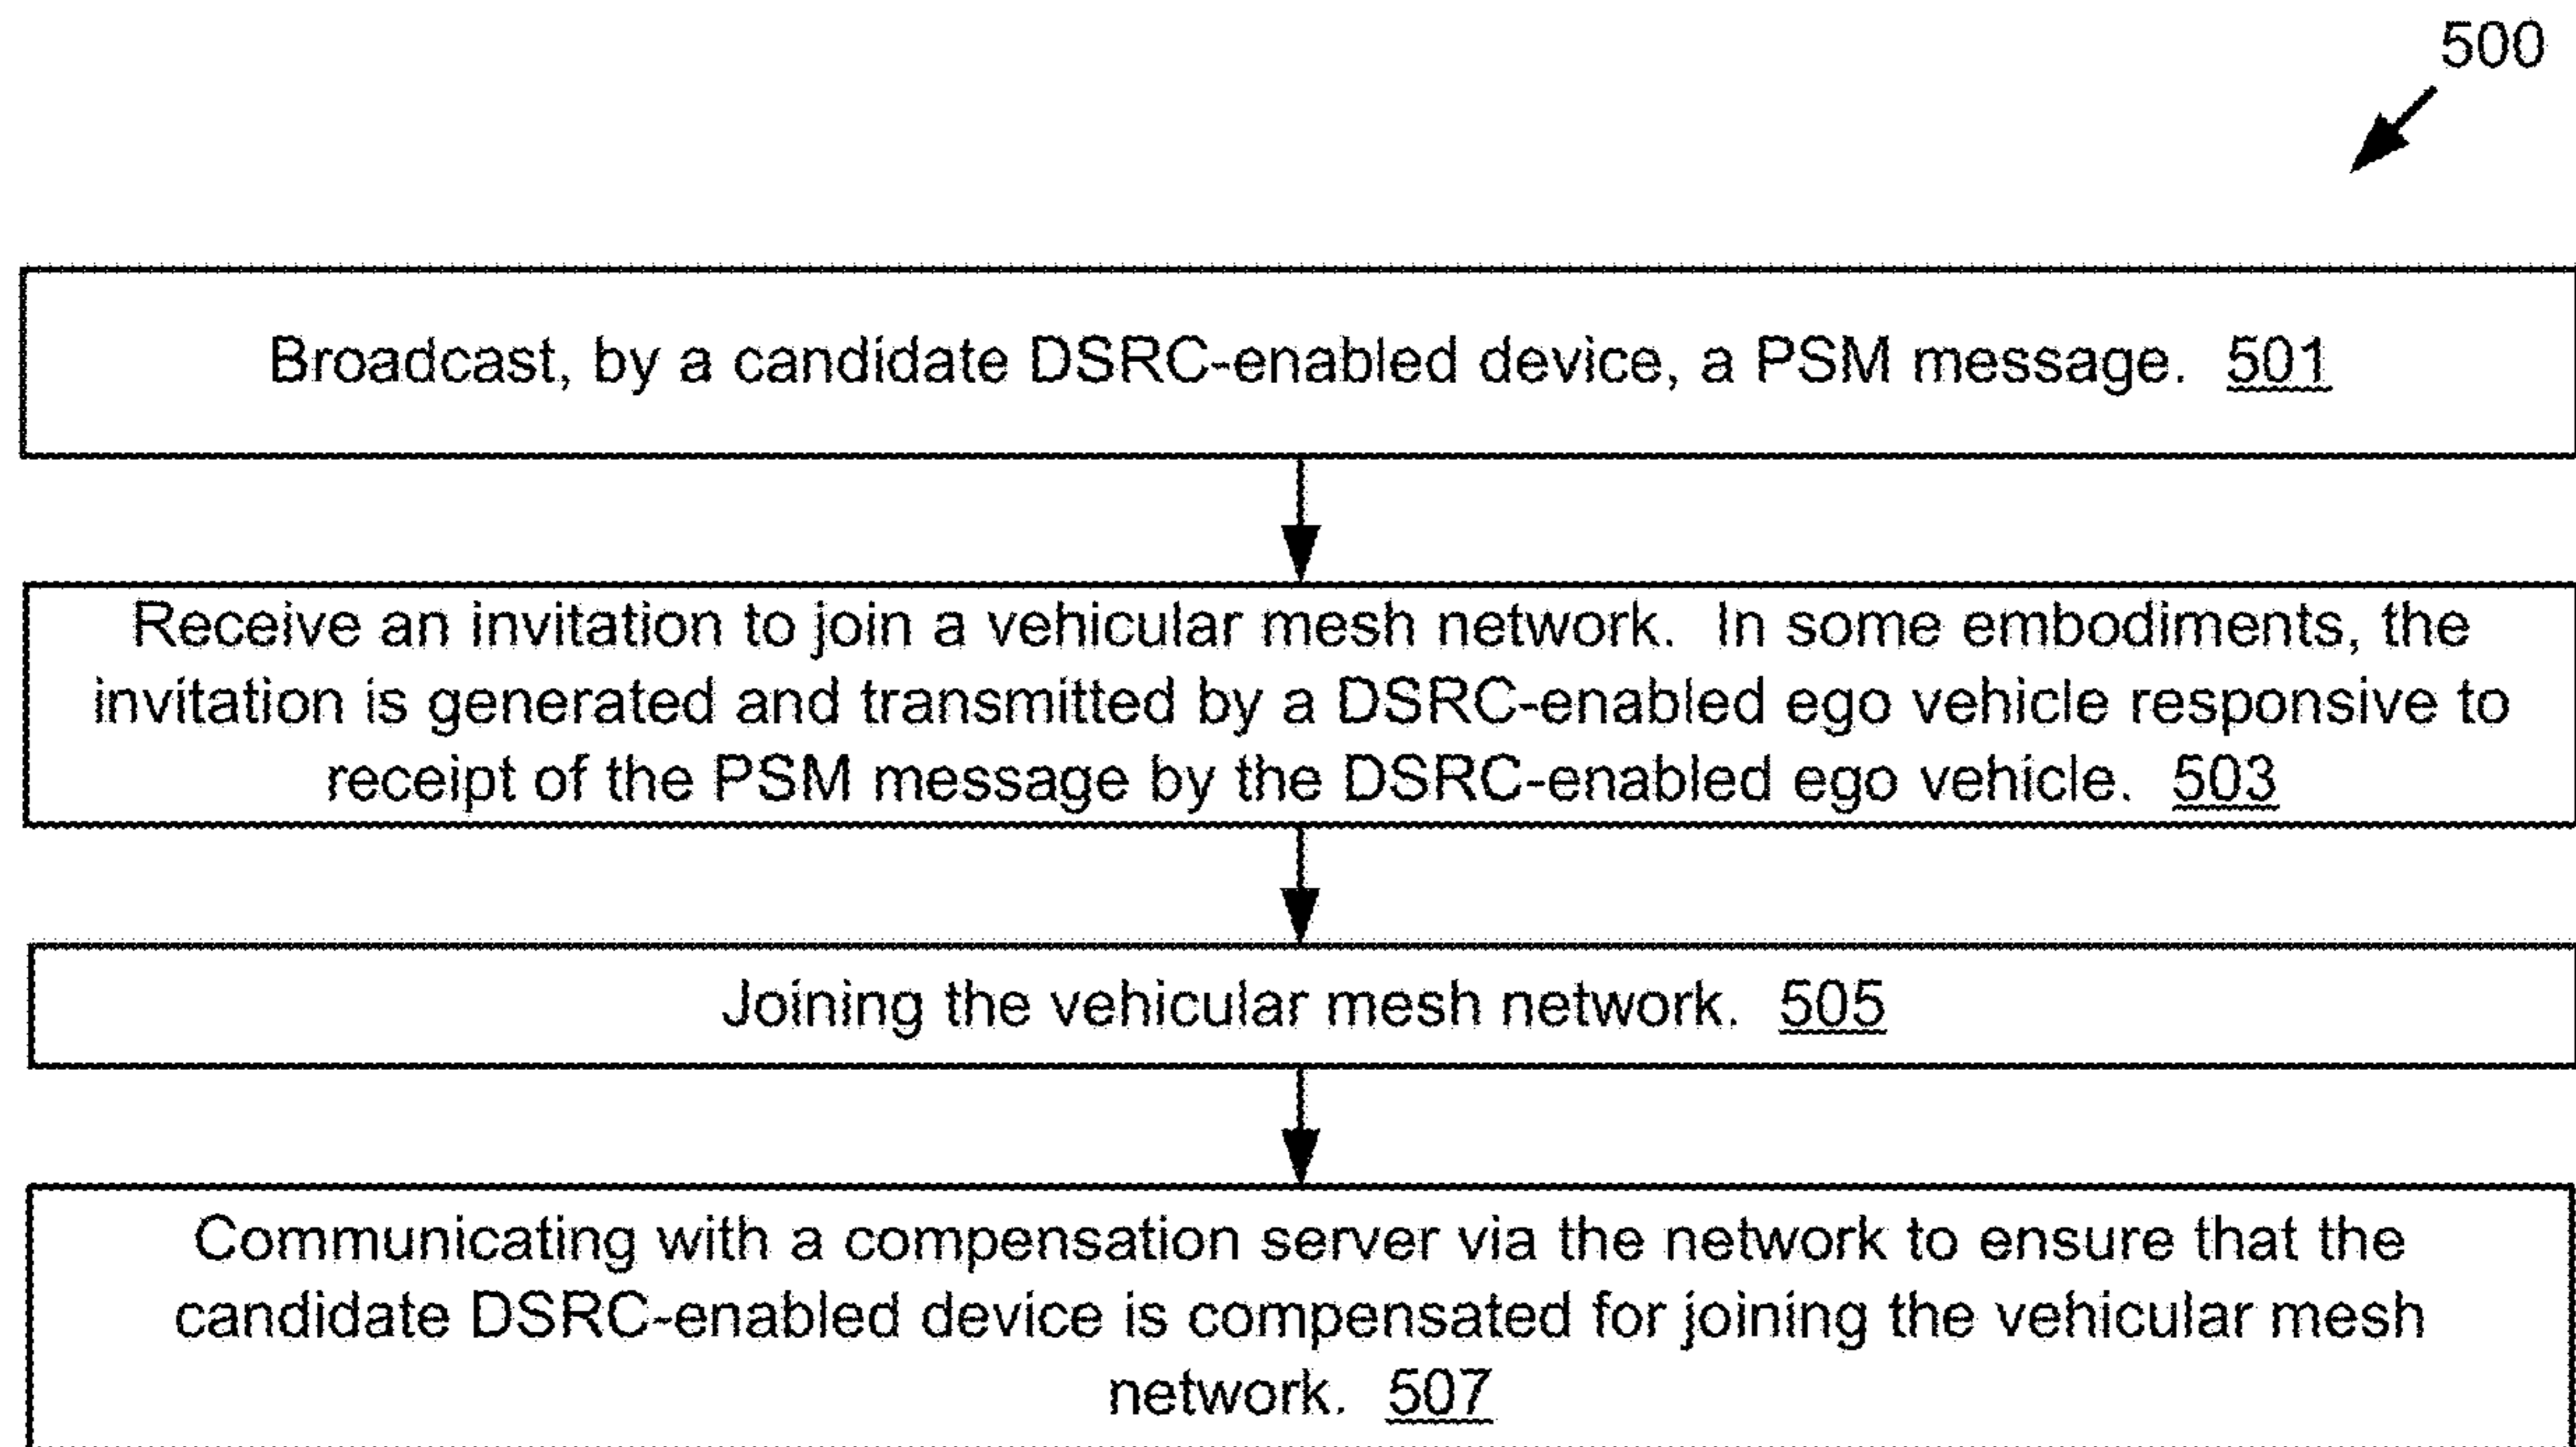 500
Broadcast, by a candidate DSRC-enabled device, a PSM message. 501
Receive an invitation to join a vehicular mesh network. In some embodiments, the
invitation is generated and transmitted by a DSRC-enabled ego vehicle responsive to
receipt of the PSM message by the DSRC-enabled ego vehicle. 503
Joining the vehicular mesh network. 505
Communicating with a compensation server via the network to ensure that the
candidate DSRC-enabled device is compensated for joining the vehicular mesh
network. 507